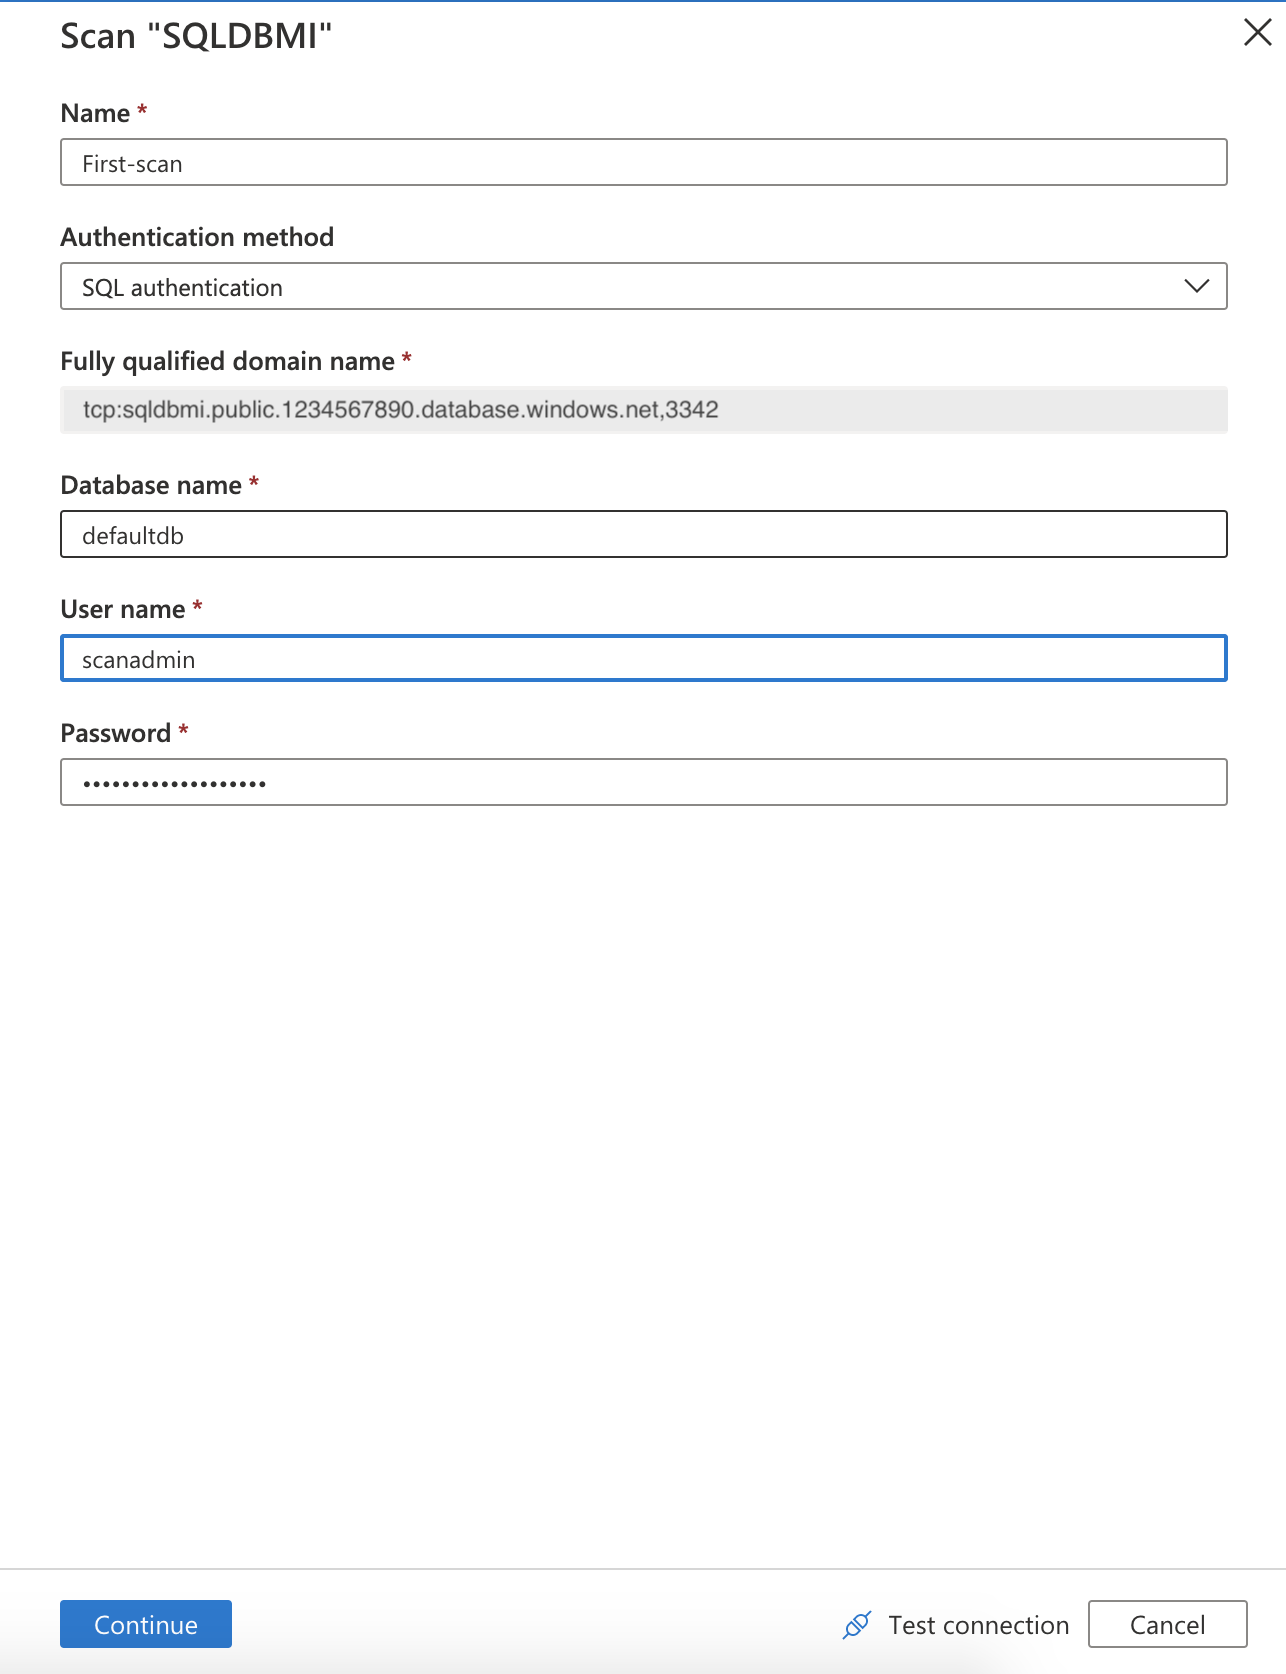 Scan "SQLDBMI"
Name *
First-scan
Authentication method
SQL authentication
Fully qualified domain name *
tcp:sqldbmi.public.1234567890.database.windows.net,3342
Database name *
defaultdb
User name *
scanadmin
Password *
•••••••••••••••••••
Continue
Test connection
Cancel